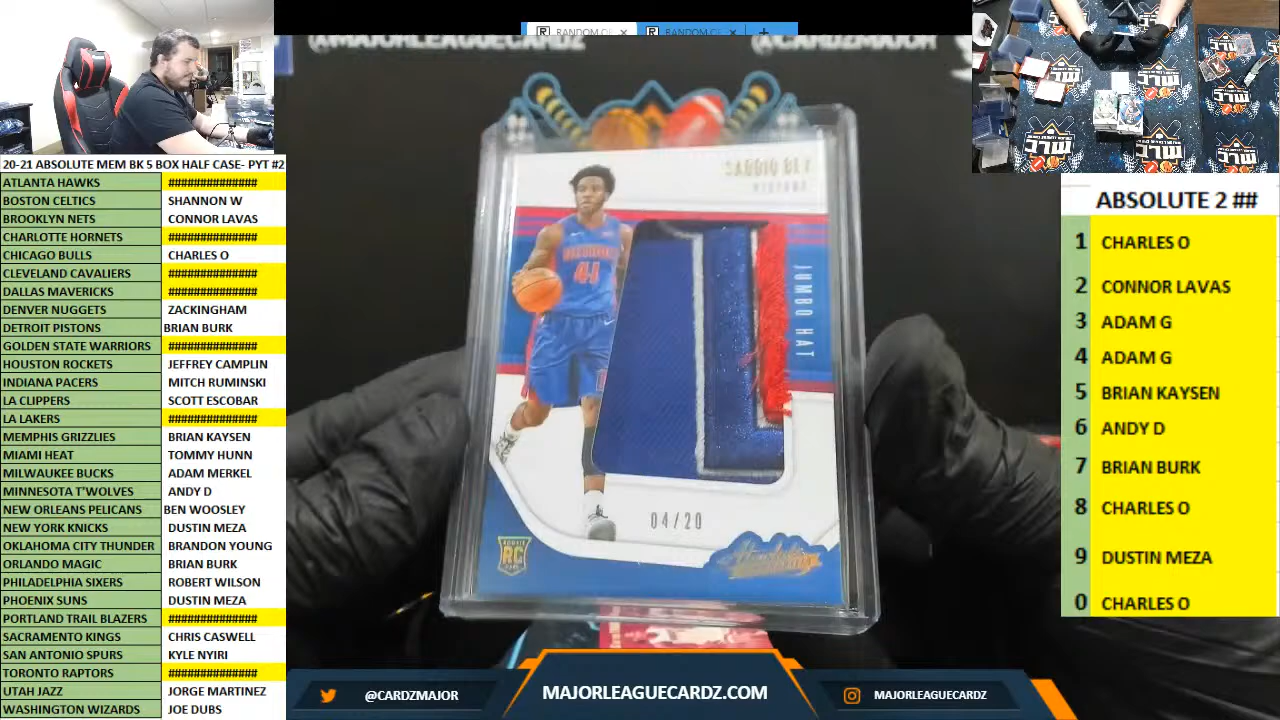 RANDOM
RANDOM
@MAJORLEAGUECARDZ
@CARDZMAJOR
20-21 ABSOLUTE MEM BK 5 BOX HALF CASE- PYT #2
ATLANTA HAWKS ##############
BOSTON CELTICS SHANNON W
BROOKLYN NETS CONNOR LAVAS
CHARLOTTE HORNETS ##############
CHICAGO BULLS CHARLES O
CLEVELAND CAVALIERS ##############
DALLAS MAVERICKS ##############
DENVER NUGGETS ZACKINGHAM
DETROIT PISTONS BRIAN BURK
GOLDEN STATE WARRIORS ##############
HOUSTON ROCKETS JEFFREY CAMPLIN
INDIANA PACERS MITCH RUMINSKI
LA CLIPPERS SCOTT ESCOBAR
LA LAKERS ##############
MEMPHIS GRIZZLIES BRIAN KAYSEN
MIAMI HEAT TOMMY HUNN
MILWAUKEE BUCKS ADAM MERKEL
MINNESOTA T'WOLVES ANDY D
NEW ORLEANS PELICANS BEN WOOSLEY
NEW YORK KNICKS DUSTIN MEZA
OKLAHOMA CITY THUNDER BRANDON YOUNG
ORLANDO MAGIC BRIAN BURK
PHILADELPHIA SIXERS ROBERT WILSON
PHOENIX SUNS DUSTIN MEZA
PORTLAND TRAIL BLAZERS ##############
SACRAMENTO KINGS CHRIS CASWELL
SAN ANTONIO SPURS KYLE NYIRI
TORONTO RAPTORS ##############
UTAH JAZZ JORGE MARTINEZ
WASHINGTON WIZARDS JOE DUBS
SADDIQ BEY
PISTONS
41
JUMBO HAT
04/20
ROOKIE
RC
Absolute
ABSOLUTE 2 ##
1 CHARLES O
2 CONNOR LAVAS
3 ADAM G
4 ADAM G
5 BRIAN KAYSEN
6 ANDY D
7 BRIAN BURK
8 CHARLES O
9 DUSTIN MEZA
0 CHARLES O
@CARDZMAJOR
MAJORLEAGUECARDZ.COM
MAJORLEAGUECARDZ